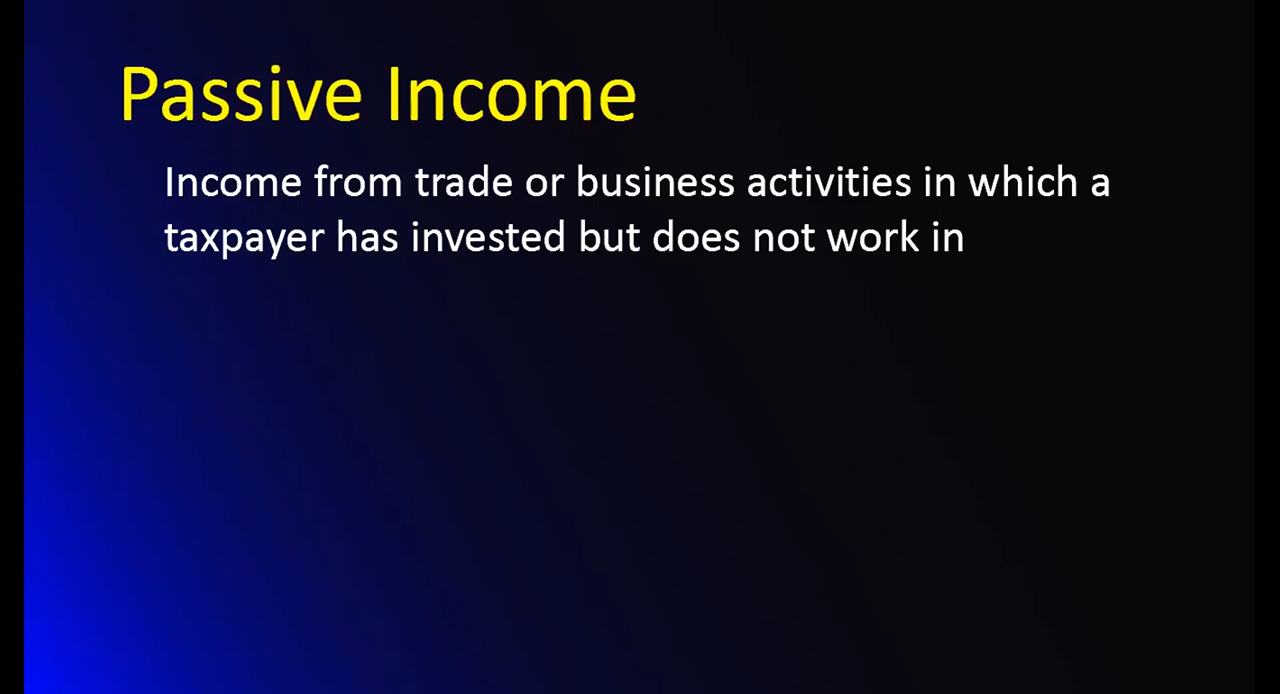 Passive Income
Income from trade or business activities in which a
taxpayer has invested but does not work in